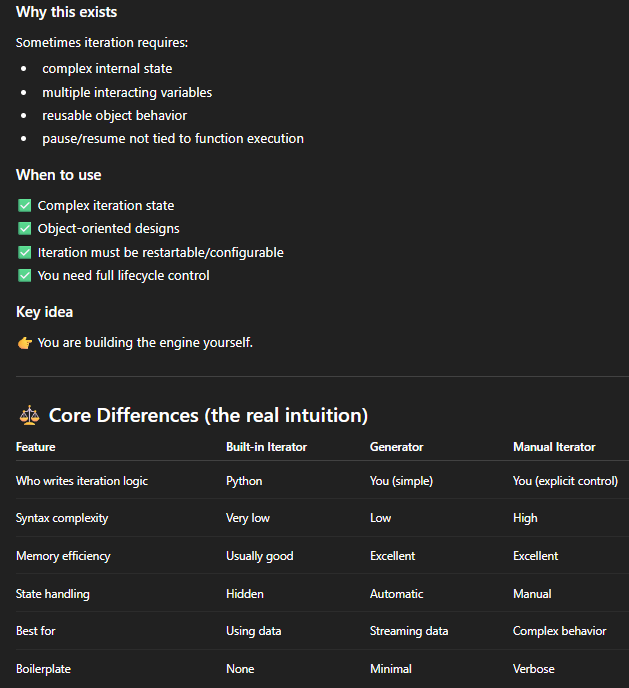 Why this exists
Sometimes iteration requires:
• complex internal state
• multiple interacting variables
• reusable object behavior
• pause/resume not tied to function execution
When to use
✅ Complex iteration state
✅ Object-oriented designs
✅ Iteration must be restartable/configurable
✅ You need full lifecycle control
Key idea
👉 You are building the engine yourself.
⚖️ Core Differences (the real intuition)
Feature Built-in Iterator Generator Manual Iterator
Who writes iteration logic Python You (simple) You (explicit control)
Syntax complexity Very low Low High
Memory efficiency Usually good Excellent Excellent
State handling Hidden Automatic Manual
Best for Using data Streaming data Complex behavior
Boilerplate None Minimal Verbose